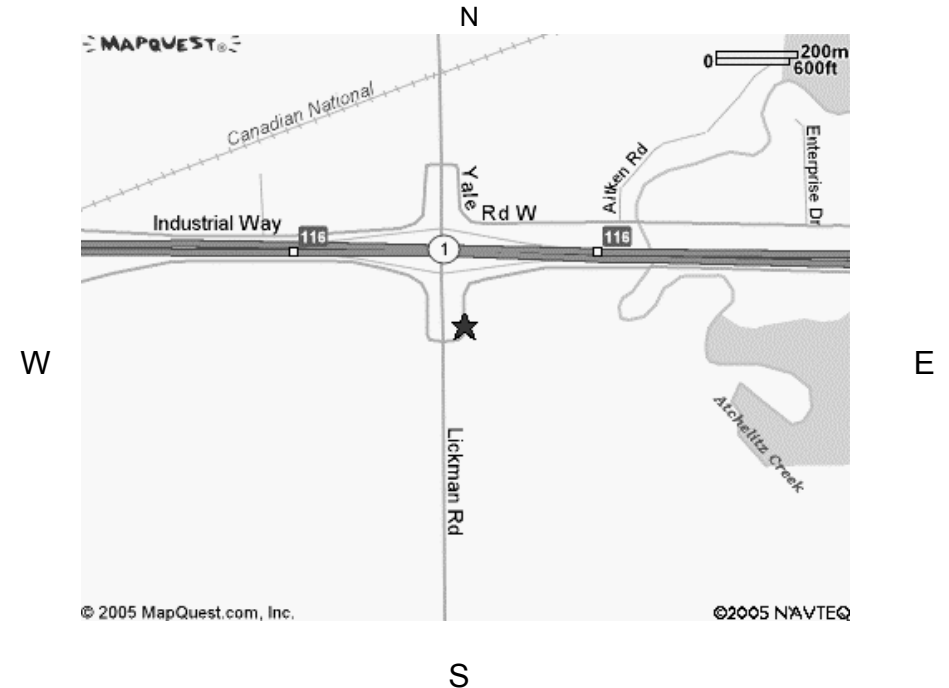 N
MAPQUEST®
0 200m
600ft
Canadian National
Enterprise Dr
Aitken Rd
Yale
Rd W
Industrial Way
116
116
1
W
E
Atchelitz Creek
Lickman Rd
© 2005 MapQuest.com, Inc.
©2005 NAVTEQ
S